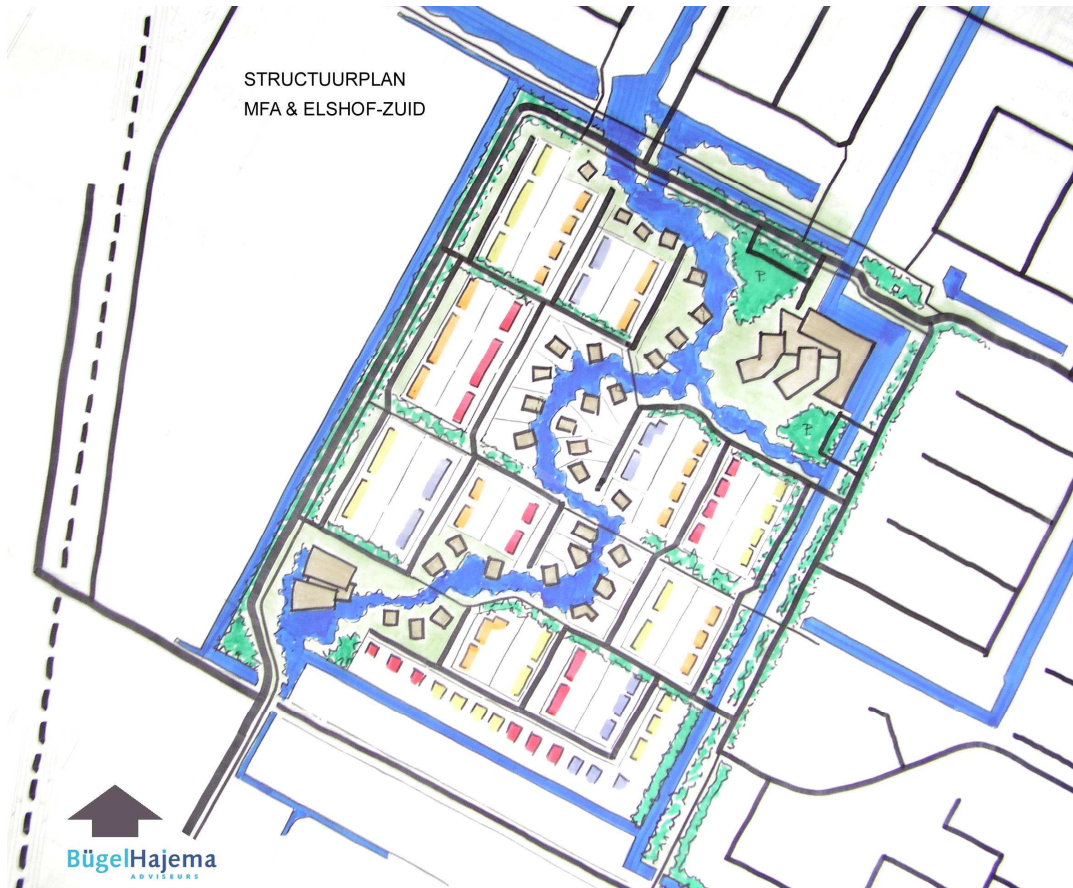 STRUCTUURPLAN
MFA & ELSHOF-ZUID
P.
P.
BügelHajema
ADVISEURS